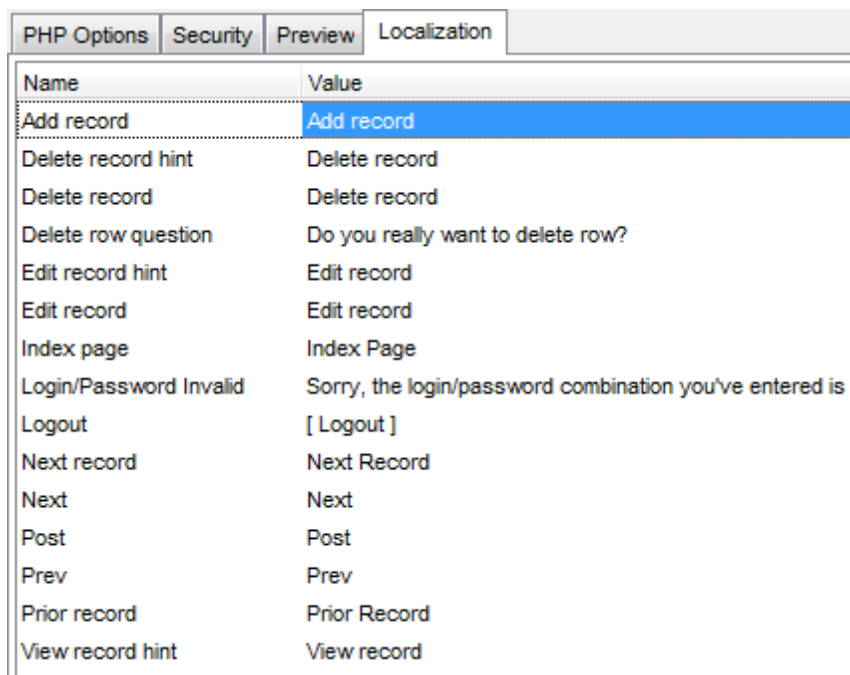 PHP Options Security Preview Localization
Name Value
Add record Add record
Delete record hint Delete record
Delete record Delete record
Delete row question Do you really want to delete row?
Edit record hint Edit record
Edit record Edit record
Index page Index Page
Login/Password Invalid Sorry, the login/password combination you've entered is
Logout [ Logout ]
Next record Next Record
Next Next
Post Post
Prev Prev
Prior record Prior Record
View record hint View record